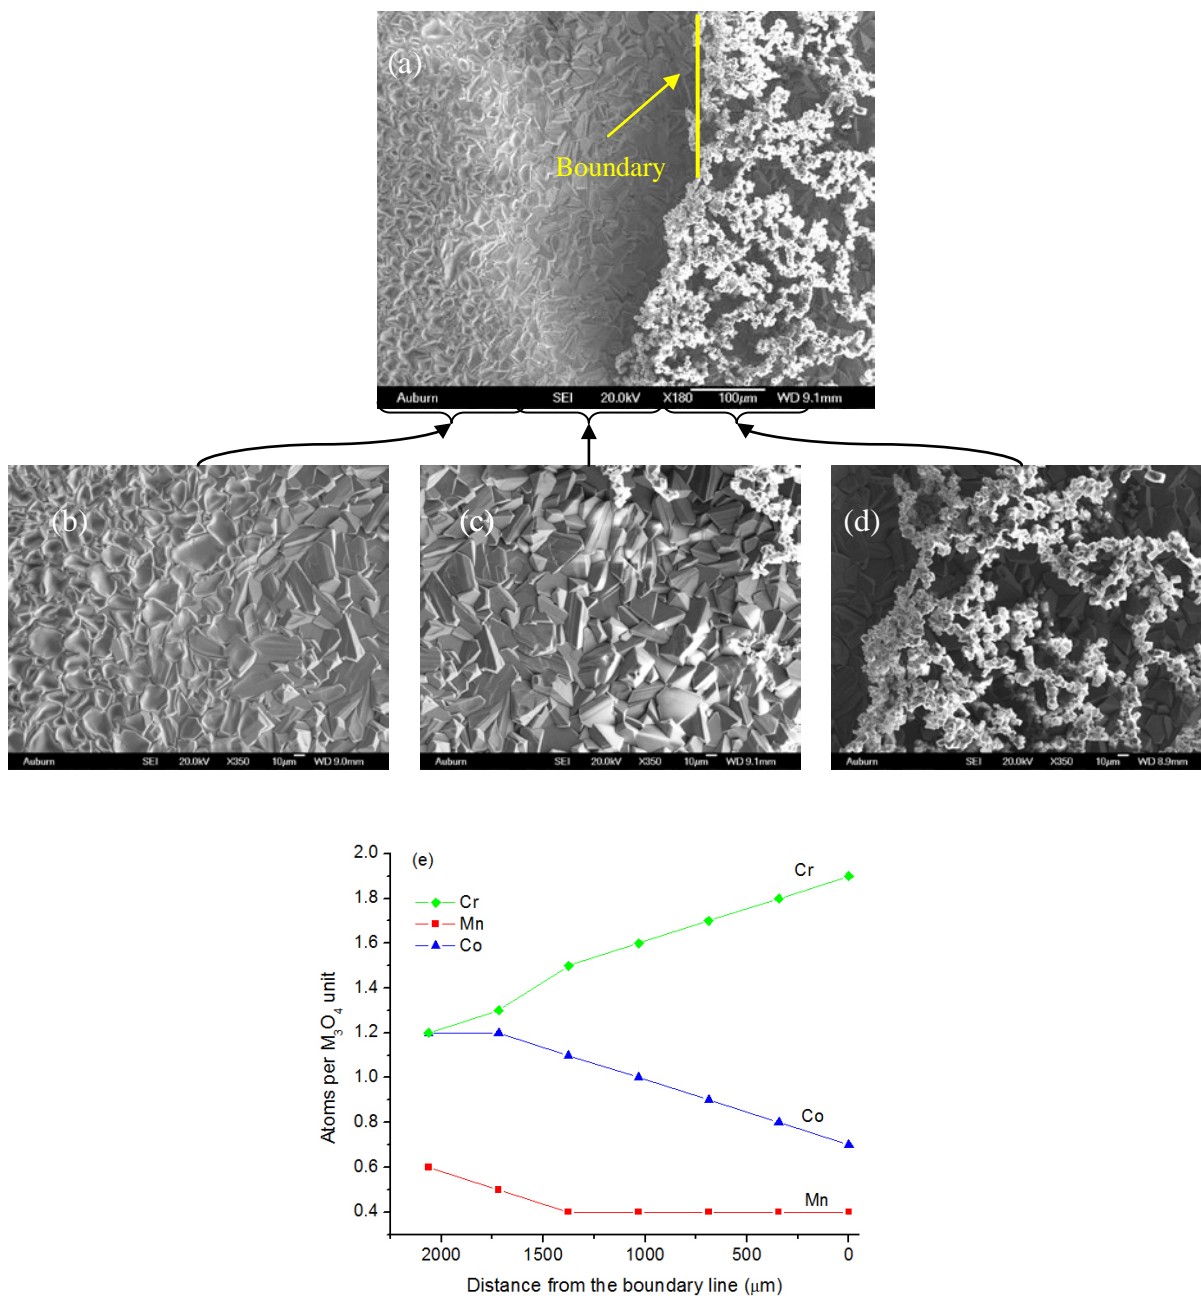 (a)
Boundary
Auburn SEI 20.0kV X180 100μm WD 9.1mm
(b)
(c)
(d)
Auburn SEI 20.0kV X350 10μm WD 9.0mm
Auburn SEI 20.0kV X350 10μm WD 9.1mm
Auburn SEI 20.0kV X350 10μm WD 8.9mm
(e)
Cr
Cr
Mn
Co
Co
Mn
2.0
1.8
1.6
1.4
1.2
1.0
0.8
0.6
0.4
Atoms per M₃O₄ unit
2000 1500 1000 500 0
Distance from the boundary line (μm)